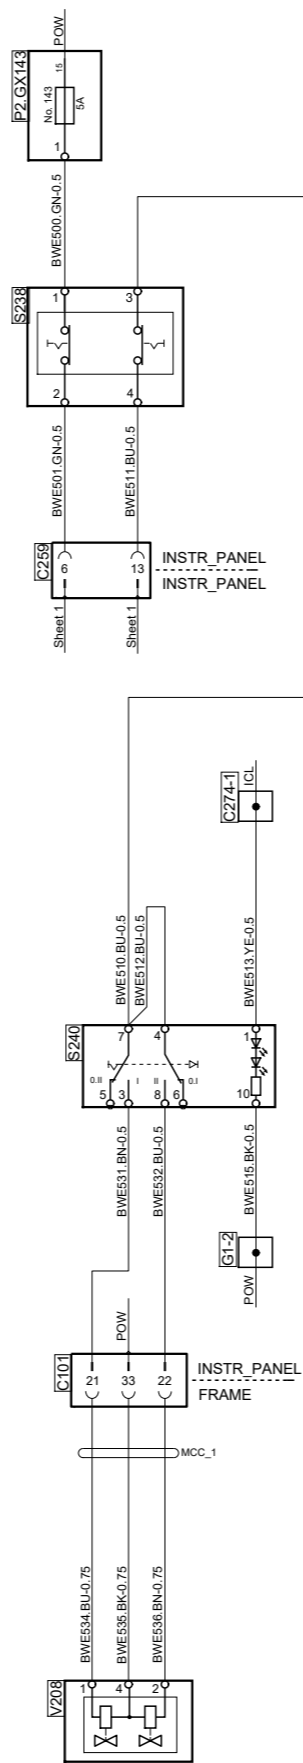 POW
P2.GX143
15
No. 143
5A
1
BWE500.GN-0.5
S238
1
3
2
4
BWE501.GN-0.5
BWE511.BU-0.5
C259
6
13
INSTR_PANEL
INSTR_PANEL
Sheet 1
Sheet 1
C274-1
ICL
BWE510.BU-0.5
BWE512.BU-0.5
BWE513.YE-0.5
S240
7
4
1
0.II
I
II
0.I
5
3
8
6
10
BWE531.BN-0.5
BWE532.BU-0.5
BWE515.BK-0.5
G1-2
POW
POW
C101
21
33
22
INSTR_PANEL
FRAME
MCC_1
BWE534.BU-0.75
BWE535.BK-0.75
BWE536.BN-0.75
V208
1
4
2